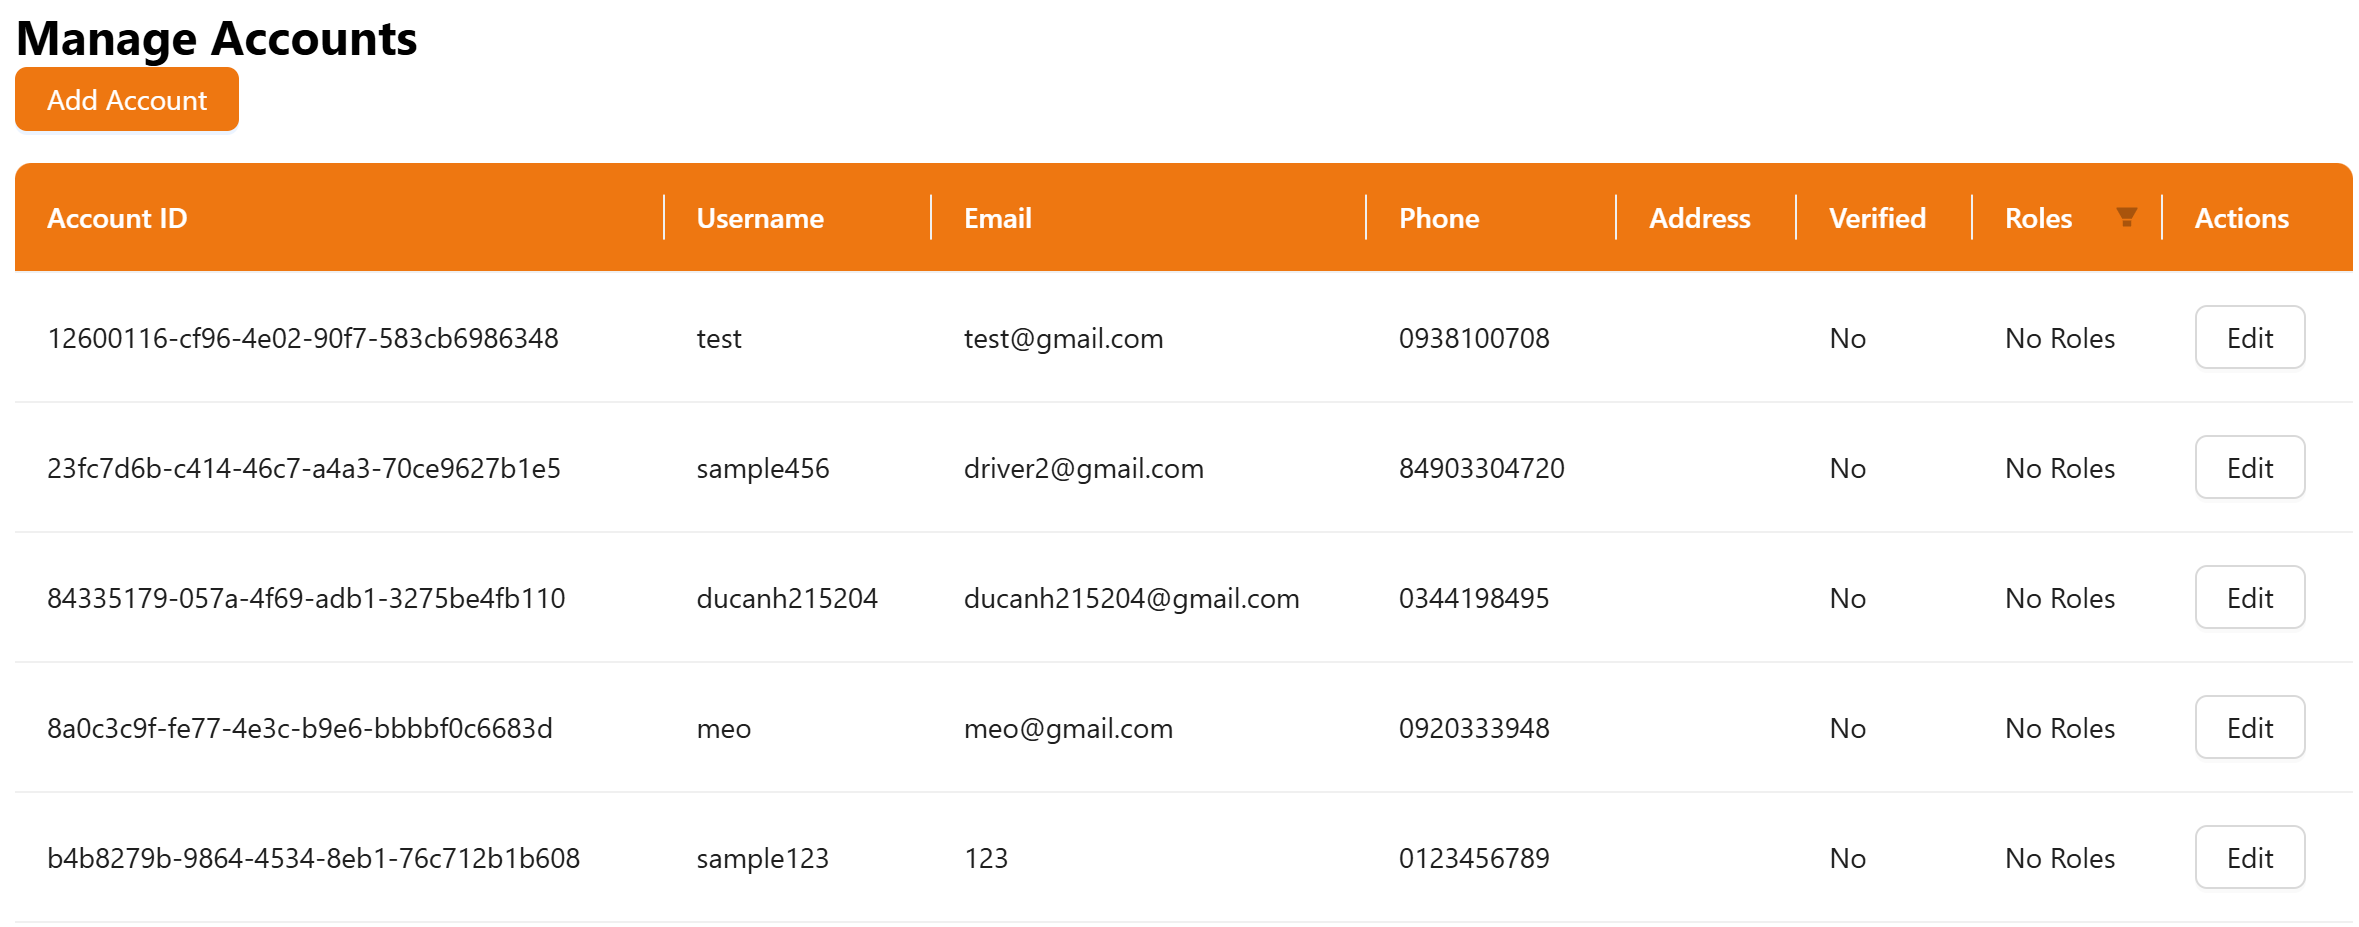 Manage Accounts
Add Account
Account ID Username Email Phone Address Verified Roles Actions
12600116-cf96-4e02-90f7-583cb6986348 test test@gmail.com 0938100708 No No Roles Edit
23fc7d6b-c414-46c7-a4a3-70ce9627b1e5 sample456 driver2@gmail.com 84903304720 No No Roles Edit
84335179-057a-4f69-adb1-3275be4fb110 ducanh215204 ducanh215204@gmail.com 0344198495 No No Roles Edit
8a0c3c9f-fe77-4e3c-b9e6-bbbbf0c6683d meo meo@gmail.com 0920333948 No No Roles Edit
b4b8279b-9864-4534-8eb1-76c712b1b608 sample123 123 0123456789 No No Roles Edit